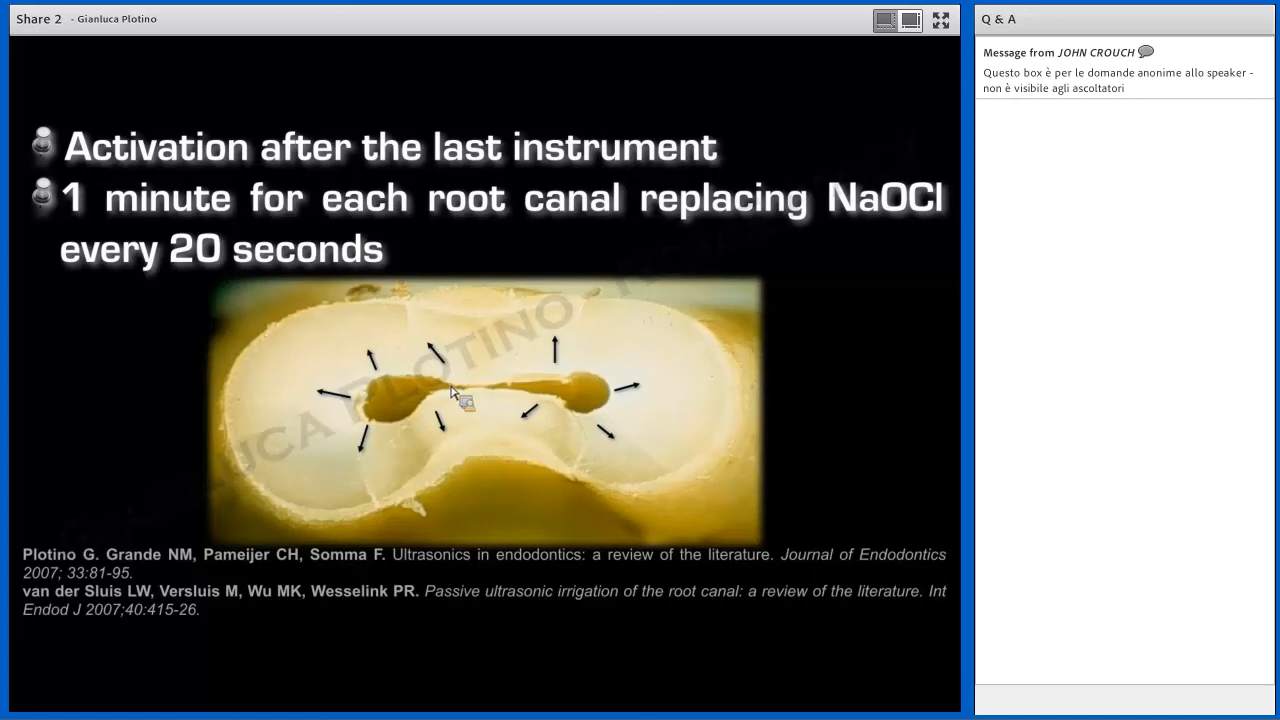 Share 2 - Gianluca Plotino
Q & A
Message from JOHN CROUCH
Questo box è per le domande anonime allo speaker -
non è visibile agli ascoltatori
Activation after the last instrument
1 minute for each root canal replacing NaOCl
every 20 seconds
UCA PLOTINO -
Plotino G. Grande NM, Pameijer CH, Somma F. Ultrasonics in endodontics: a review of the literature. Journal of Endodontics
2007; 33:81-95.
van der Sluis LW, Versluis M, Wu MK, Wesselink PR. Passive ultrasonic irrigation of the root canal: a review of the literature. Int
Endod J 2007;40:415-26.